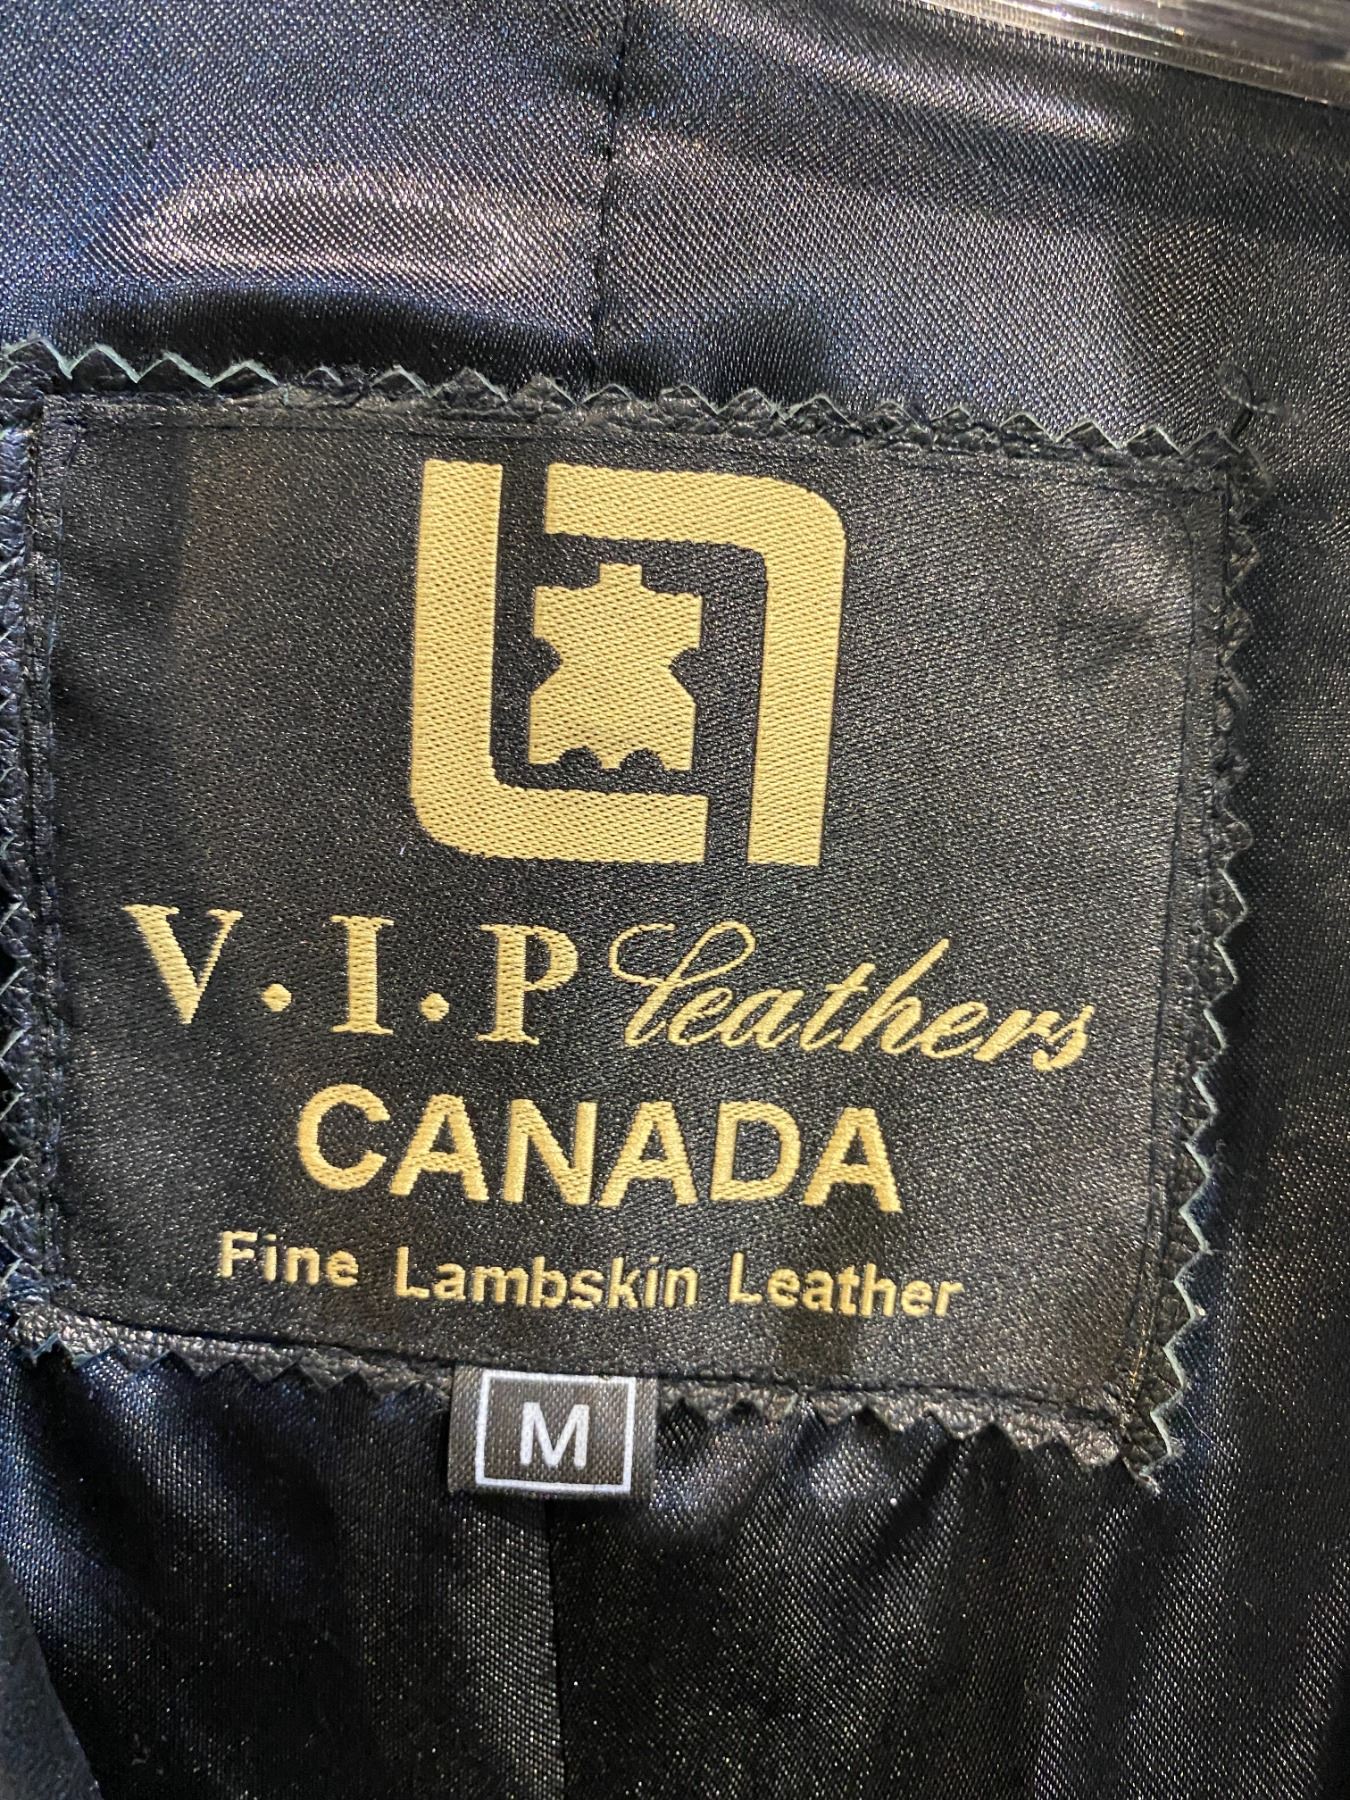 V.I.P Leathers
CANADA
Fine Lambskin Leather
M